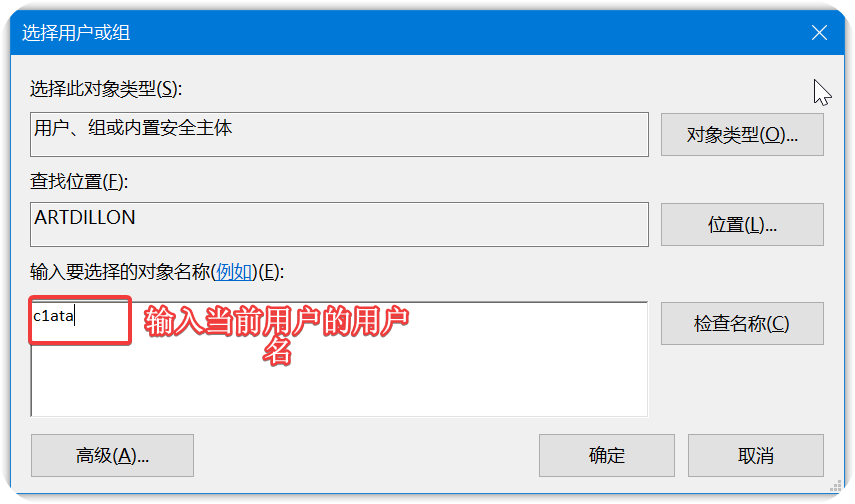 选择用户或组
选择此对象类型(S):
用户、组或内置安全主体
对象类型(O)...
查找位置(F):
ARTDILLON
位置(L)...
输入要选择的对象名称(例如)(E):
c1ata
输入当前用户的用户
名
检查名称(C)
高级(A)...
确定
取消